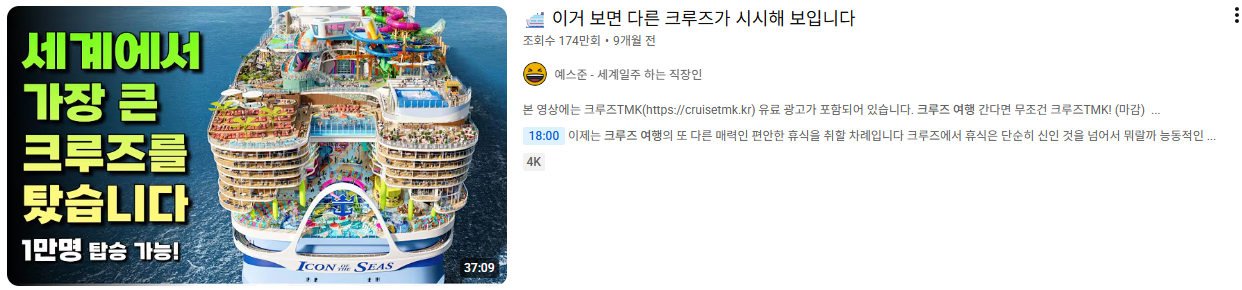 세계에서
가장 큰
크루즈를
탔습니다
1만명 탑승 가능!
ICON OF THE SEAS
37:09
🛳️ 이거 보면 다른 크루즈가 시시해 보입니다
조회수 174만회 • 9개월 전
예스준 - 세계일주 하는 직장인
본 영상에는 크루즈TMK(https://cruisetmk.kr) 유료 광고가 포함되어 있습니다. 크루즈 여행 간다면 무조건 크루즈TMK! (마감) ...
18:00 이제는 크루즈 여행의 또 다른 매력인 편안한 휴식을 취할 차례입니다 크루즈에서 휴식은 단순히 신인 것을 넘어서 뭐랄까 능동적인 ...
4K